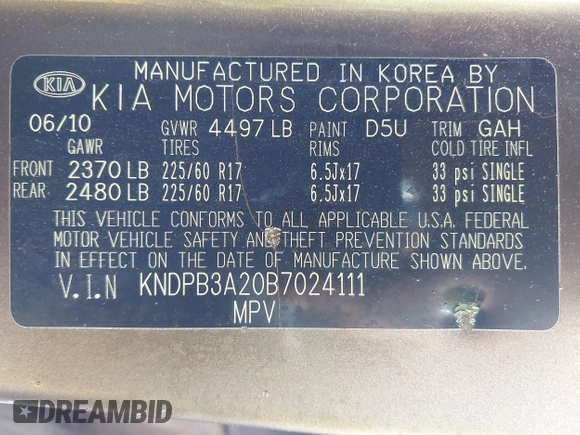 KIA
MANUFACTURED IN KOREA BY
KIA MOTORS CORPORATION
06/10 GVWR 4497 LB PAINT D5U TRIM GAH
GAWR TIRES RIMS COLD TIRE INFL
FRONT 2370 LB 225/60 R17 6.5Jx17 33 psi SINGLE
REAR 2480 LB 225/60 R17 6.5Jx17 33 psi SINGLE
THIS VEHICLE CONFORMS TO ALL APPLICABLE U.S.A. FEDERAL
MOTOR VEHICLE SAFETY AND THEFT PREVENTION STANDARDS
IN EFFECT ON THE DATE OF MANUFACTURE SHOWN ABOVE.
V.I.N KNDPB3A20B7024111
MPV
DREAMBID